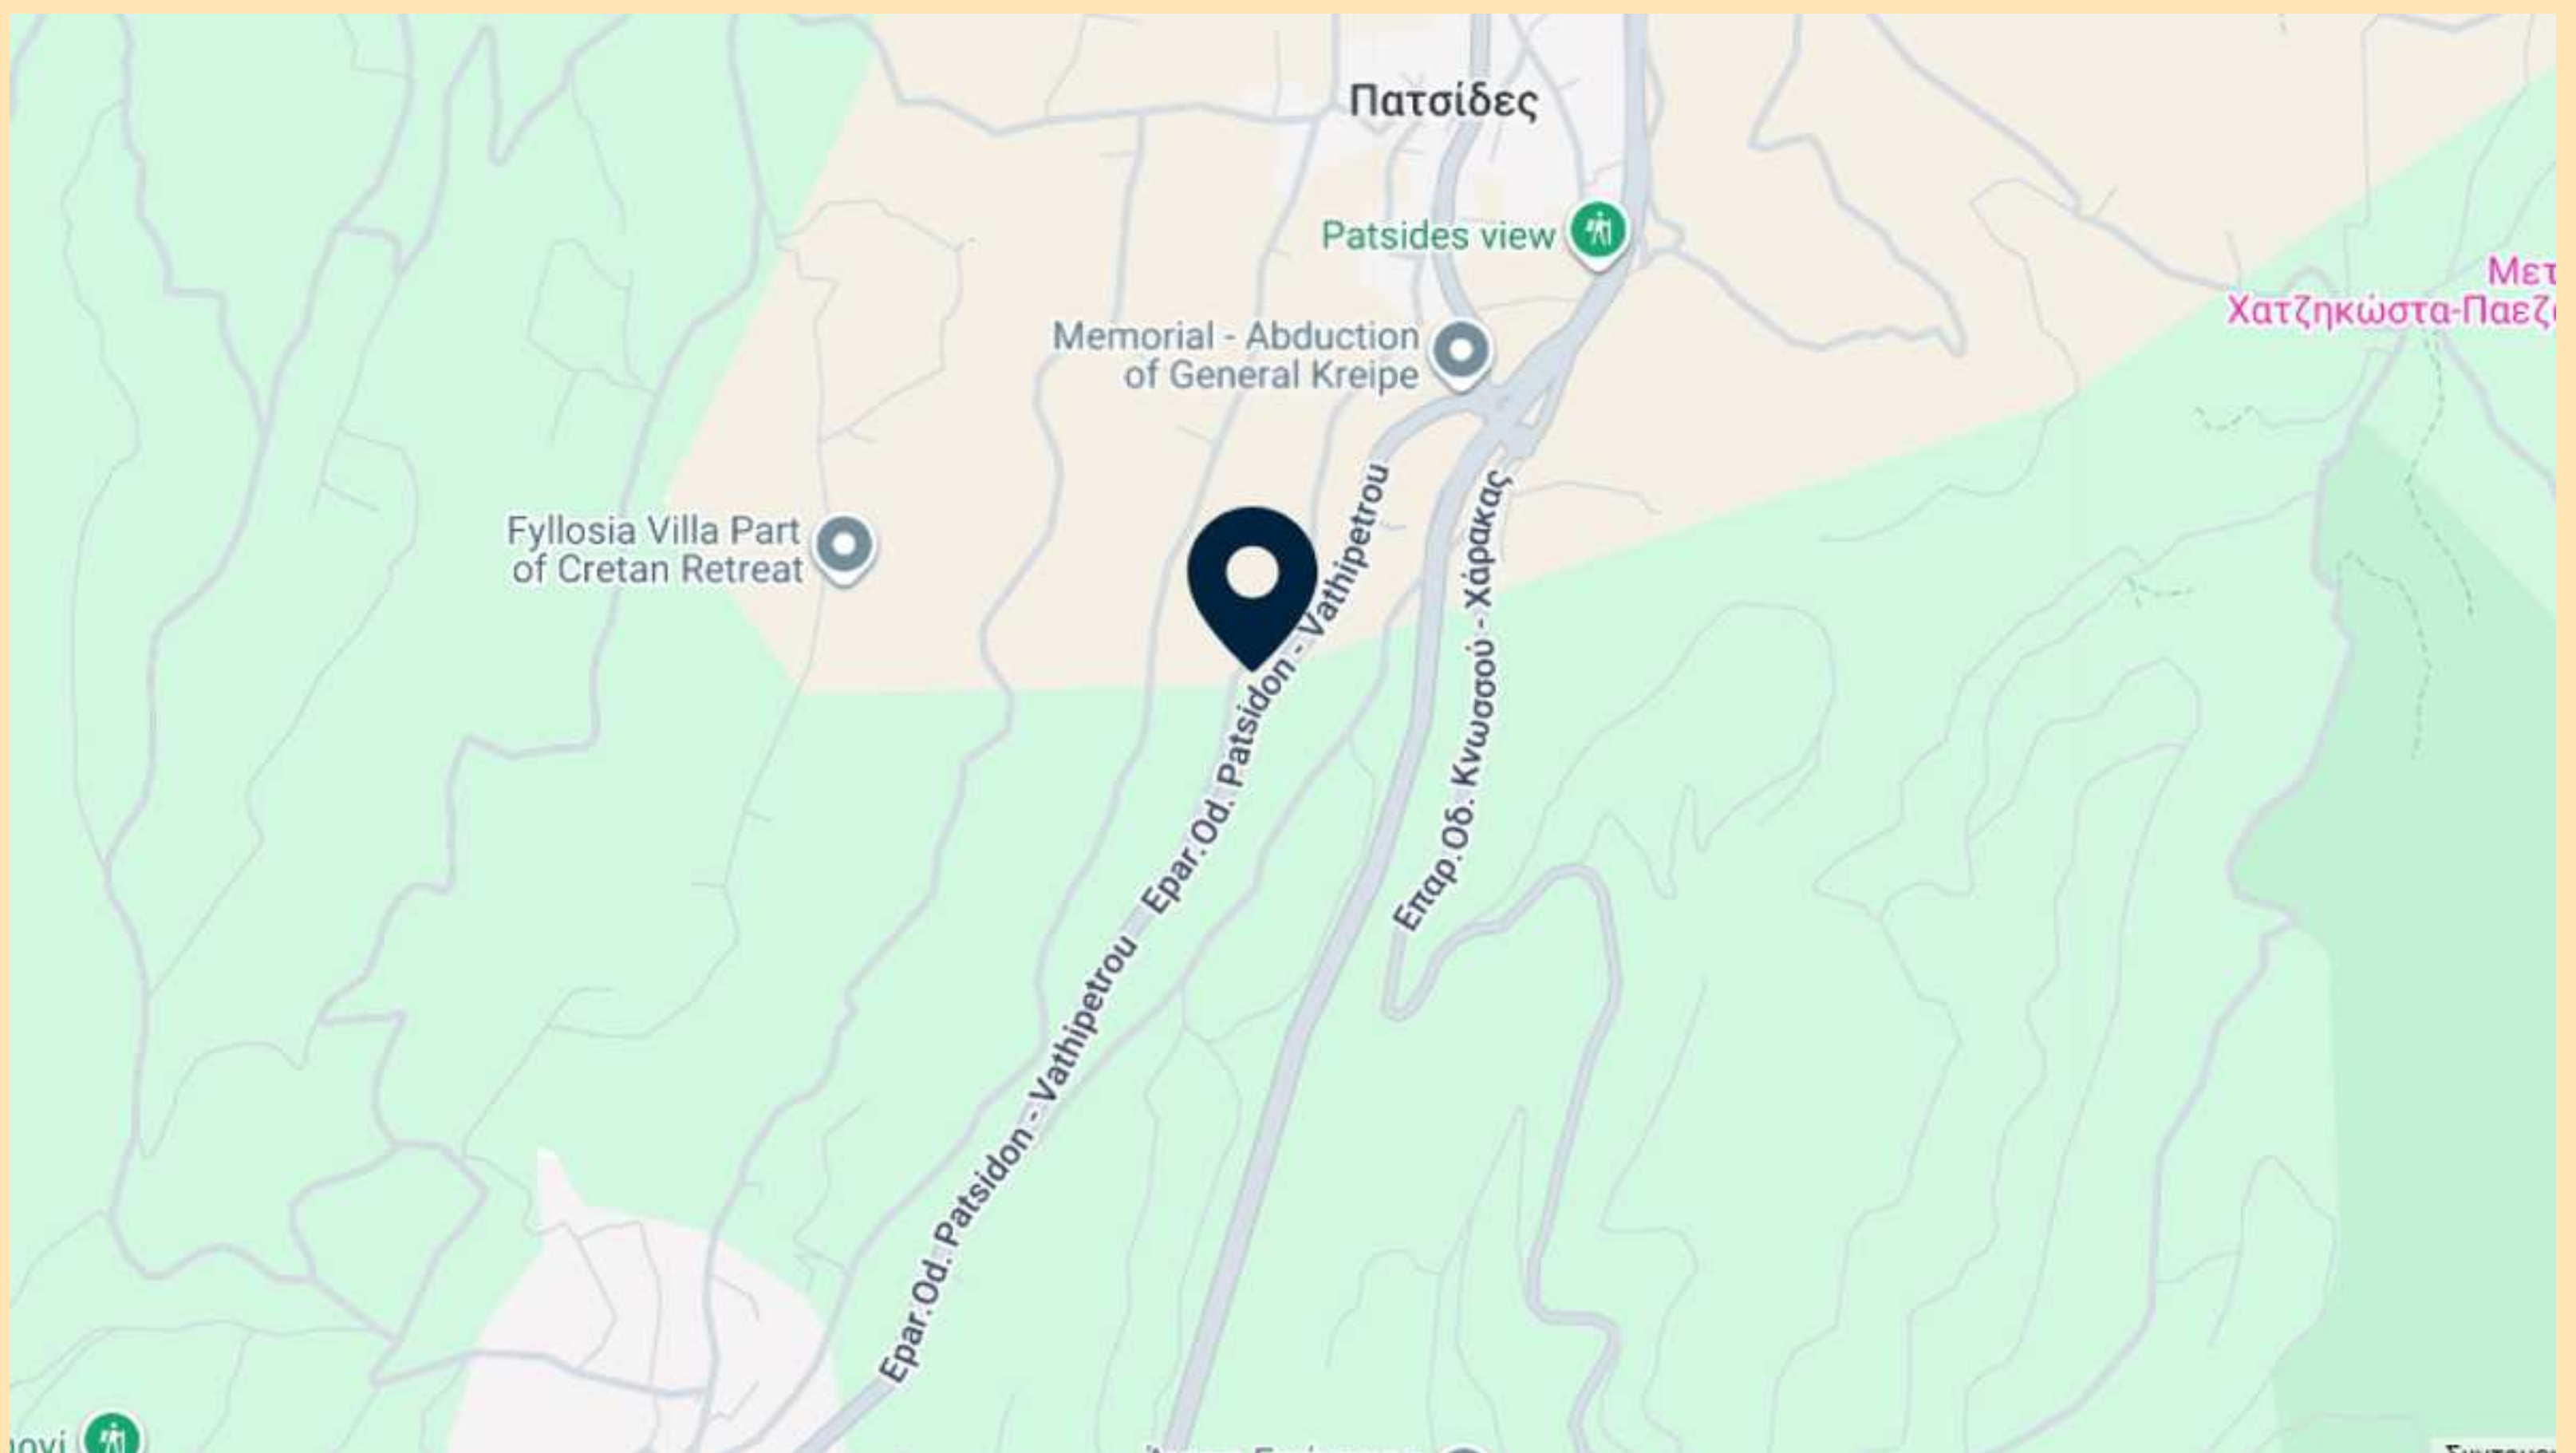 Πατσίδες
Patsides view
Μετ
Χατζηκώστα-Παεζ
Memorial - Abduction
of General Kreipe
Fyllosia Villa Part
of Cretan Retreat
Epar.Od. Patsidon - Vathipetrou
Επαρ.Οδ. Κνωσσού - Χάρακας
Epar.Od. Patsidon - Vathipetrou